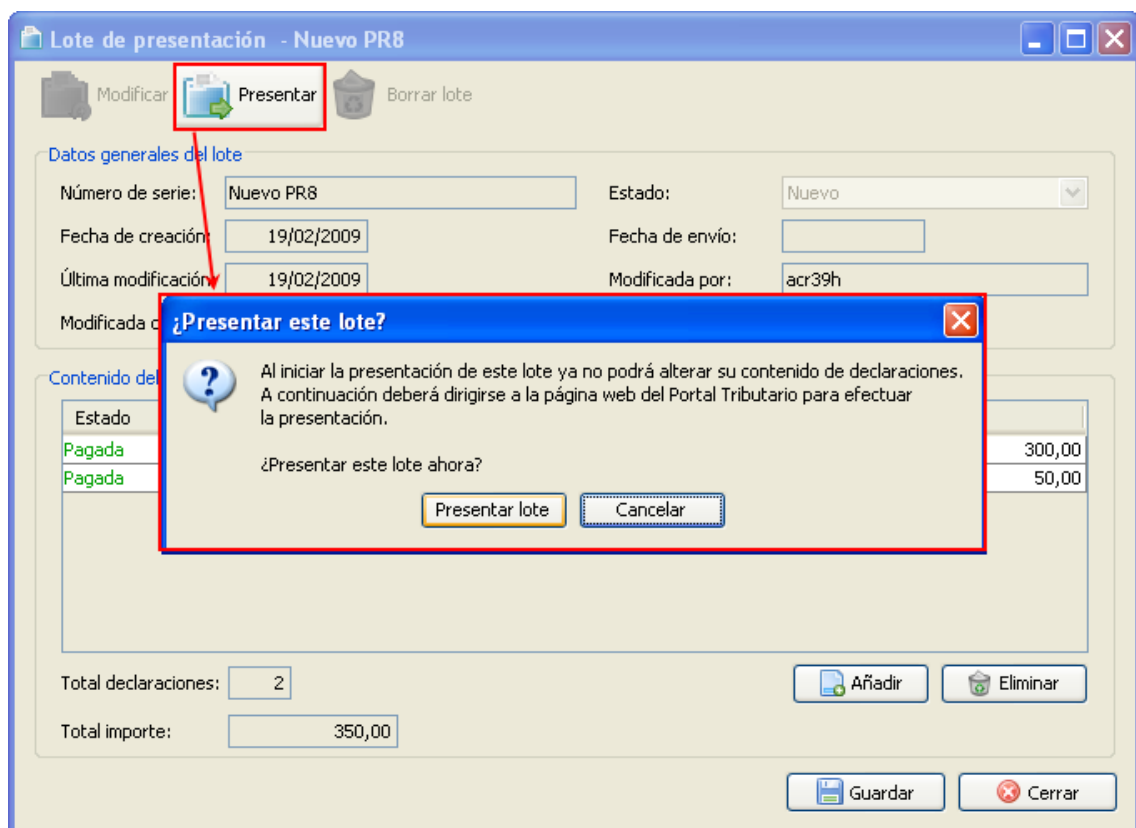 Lote de presentación - Nuevo PR8
Modificar Presentar Borrar lote
Datos generales del lote
Número de serie: Nuevo PR8 Estado: Nuevo
Fecha de creación: 19/02/2009 Fecha de envío:
Última modificación: 19/02/2009 Modificada por: acr39h
Modificada
¿Presentar este lote?
Al iniciar la presentación de este lote ya no podrá alterar su contenido de declaraciones.
A continuación deberá dirigirse a la página web del Portal Tributario para efectuar
la presentación.
¿Presentar este lote ahora?
Presentar lote Cancelar
Contenido del
Estado
Pagada 300,00
Pagada 50,00
Total declaraciones: 2 Añadir Eliminar
Total importe: 350,00
Guardar Cerrar